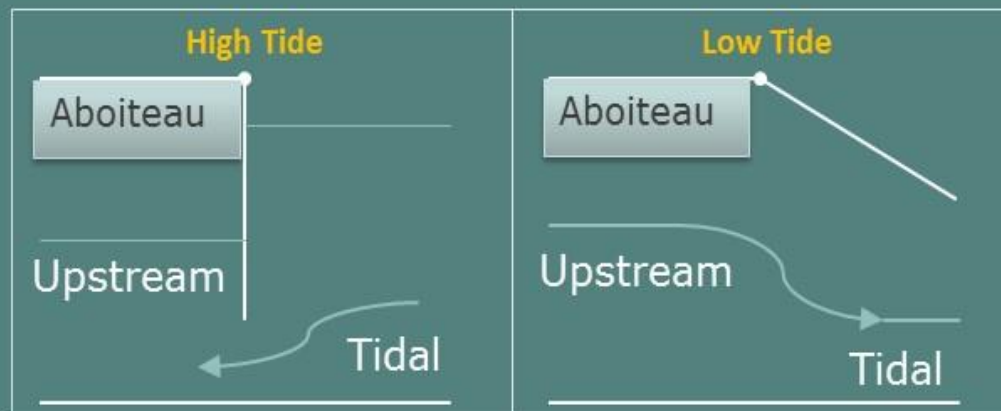 High Tide
Aboiteau
Upstream
Tidal
Low Tide
Aboiteau
Upstream
Tidal